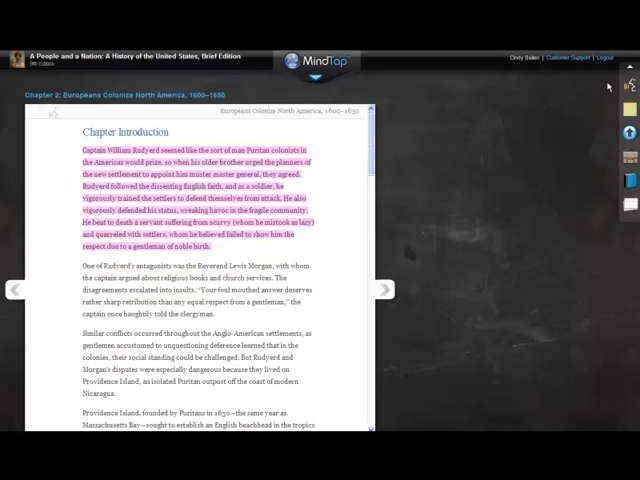 A People and a Nation: A History of the United States, Brief Edition
9th Edition
MindTap
Cindy Bailen | Customer Support | Logout
Chapter 2: Europeans Colonize North America, 1600–1650
Europeans Colonize North America, 1600–1650
Chapter Introduction
Captain William Rudyerd seemed like the sort of man Puritan colonists in
the Americas would prize, so when his older brother urged the planners of
the new settlement to appoint him muster master general, they agreed.
Rudyerd followed the dissenting English faith, and as a soldier, he
vigorously trained the settlers to defend themselves from attack. He also
vigorously defended his status, wreaking havoc in the fragile community.
He beat to death a servant suffering from scurvy (whom he mistook as lazy)
and quarreled with settlers, whom he believed failed to show him the
respect due to a gentleman of noble birth.
One of Rudyerd's antagonists was the Reverend Lewis Morgan, with whom
the captain argued about religious books and church services. The
disagreements escalated into insults. "Your foul mouthed answer deserves
rather sharp retribution than any equal respect from a gentleman," the
captain once haughtily told the clergyman.
Similar conflicts occurred throughout the Anglo-American settlements, as
gentlemen accustomed to unquestioning deference learned that in the
colonies, their social standing could be challenged. But Rudyerd and
Morgan's disputes were especially dangerous because they lived on
Providence Island, an isolated Puritan outpost off the coast of modern
Nicaragua.
Providence Island, founded by Puritans in 1630—the same year as
Massachusetts Bay—sought to establish an English beachhead in the tropics